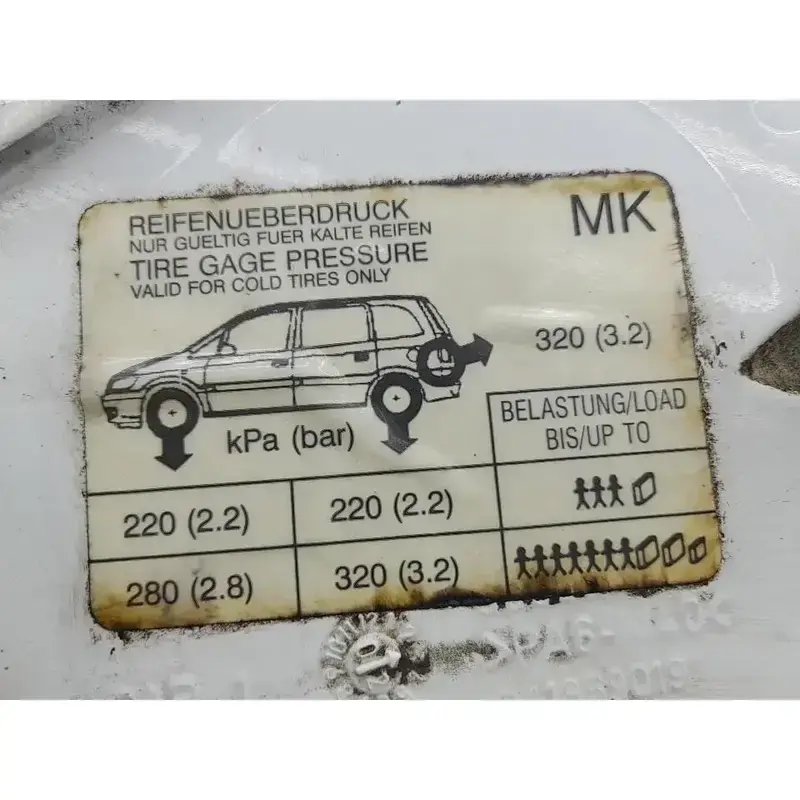 REIFENUEBERDRUCK
NUR GUELTIG FUER KALTE REIFEN
TIRE GAGE PRESSURE
VALID FOR COLD TIRES ONLY
MK
320 (3.2)
kPa (bar)
BELASTUNG/LOAD
BIS/UP TO
220 (2.2) 220 (2.2)
280 (2.8) 320 (3.2)